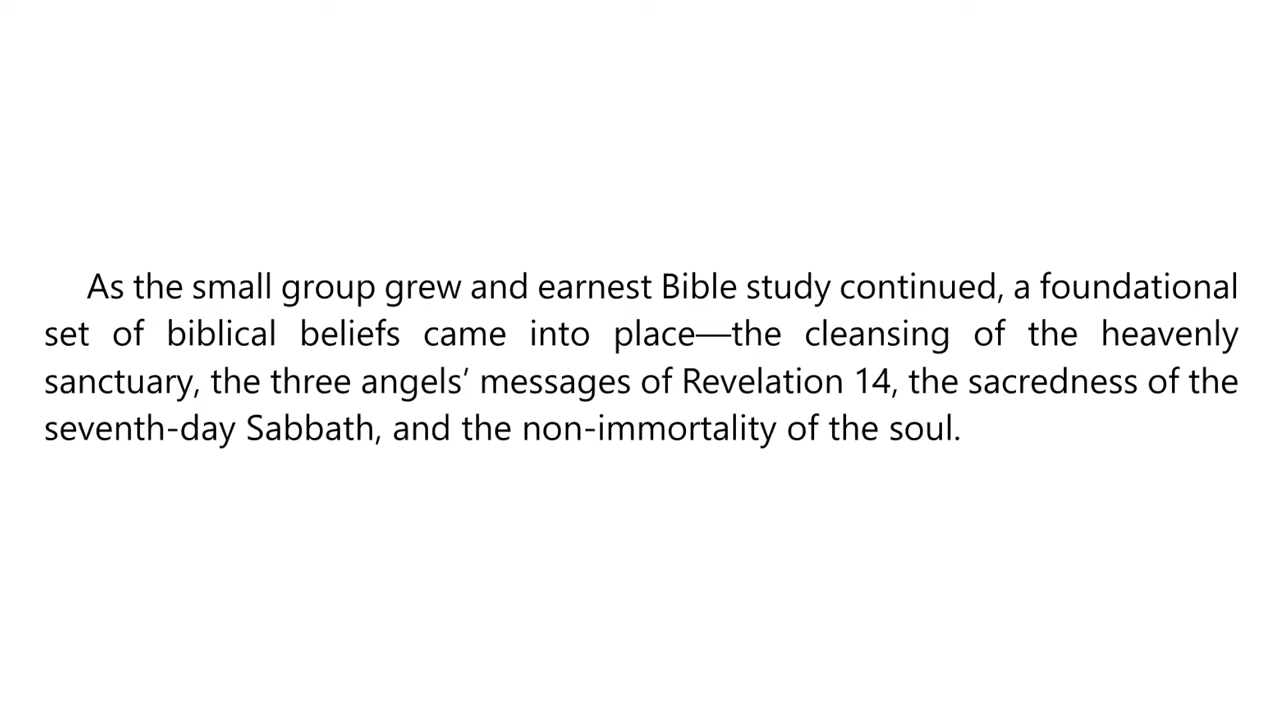 As the small group grew and earnest Bible study continued, a foundational
set of biblical beliefs came into place—the cleansing of the heavenly
sanctuary, the three angels’ messages of Revelation 14, the sacredness of the
seventh-day Sabbath, and the non-immortality of the soul.